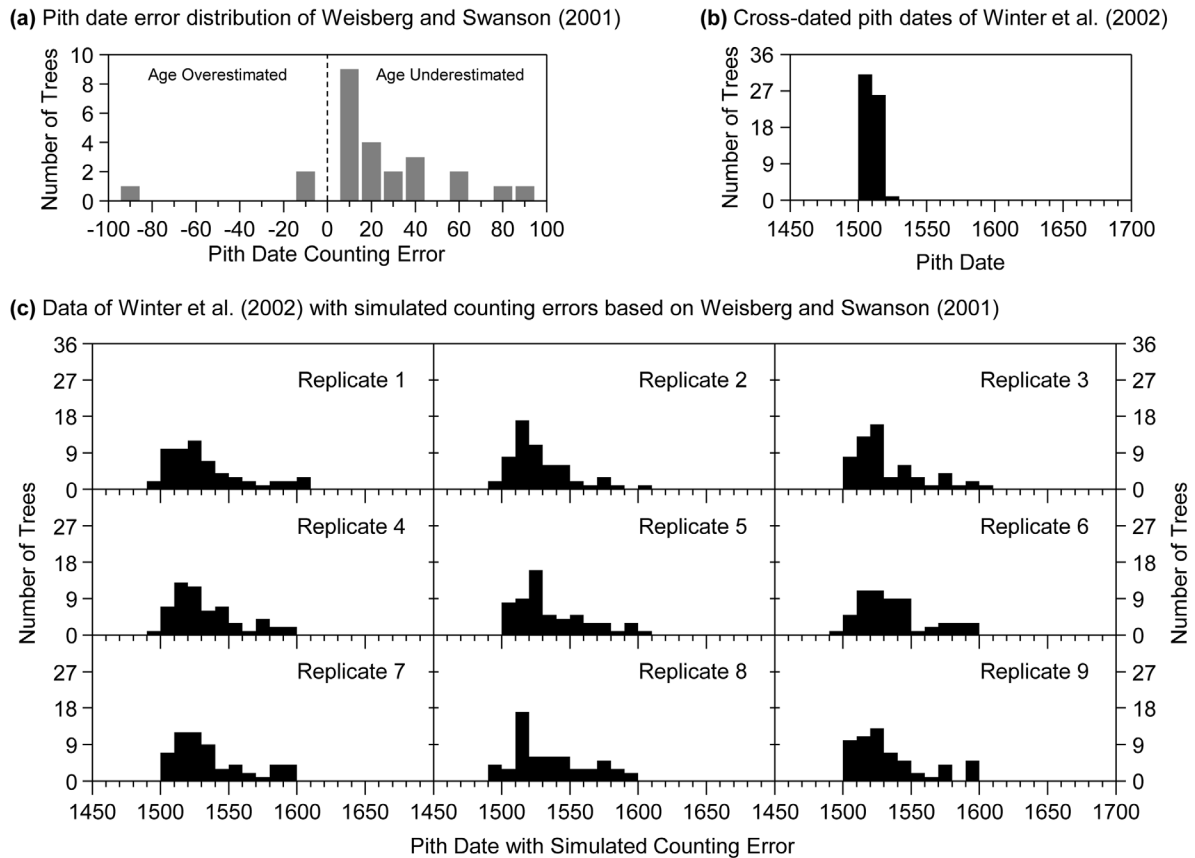 (a) Pith date error distribution of Weisberg and Swanson (2001)
Number of Trees
10
8
6
4
2
0
Age Overestimated
Age Underestimated
-100 -80 -60 -40 -20 0 20 40 60 80 100
Pith Date Counting Error
(b) Cross-dated pith dates of Winter et al. (2002)
Number of Trees
36
27
18
9
0
1450 1500 1550 1600 1650 1700
Pith Date
(c) Data of Winter et al. (2002) with simulated counting errors based on Weisberg and Swanson (2001)
Number of Trees
36 36
27 Replicate 1 Replicate 2 Replicate 3 27
18 18
9 9
0 0
27 Replicate 4 Replicate 5 Replicate 6 27
18 18
9 9
0 0
27 Replicate 7 Replicate 8 Replicate 9 27
18 18
9 9
0 0
Number of Trees
1450 1500 1550 1600 1650 1450 1500 1550 1600 1650 1450 1500 1550 1600 1650 1700
Pith Date with Simulated Counting Error